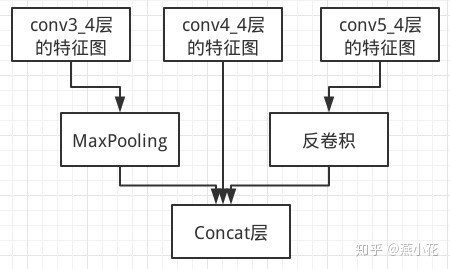 conv3_4层
的特征图
conv4_4层
的特征图
conv5_4层
的特征图
MaxPooling
反卷积
Concat层
知乎 @燕小花